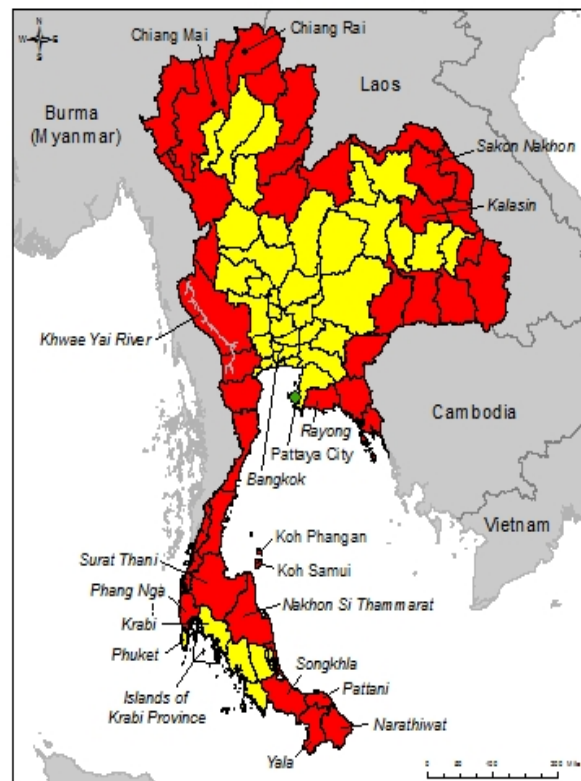 N
W
E
S
Chiang Rai
Chiang Mai
Laos
Burma
(Myanmar)
Sakon Nakhon
Kalasin
Khwae Yai River
Cambodia
Rayong
Pattaya City
Bangkok
Vietnam
Koh Phangan
Surat Thani
Koh Samui
Phang Nga
Nakhon Si Thammarat
Krabi
Phuket
Songkhla
Islands of
Krabi Province
Pattani
Narathiwat
Yala